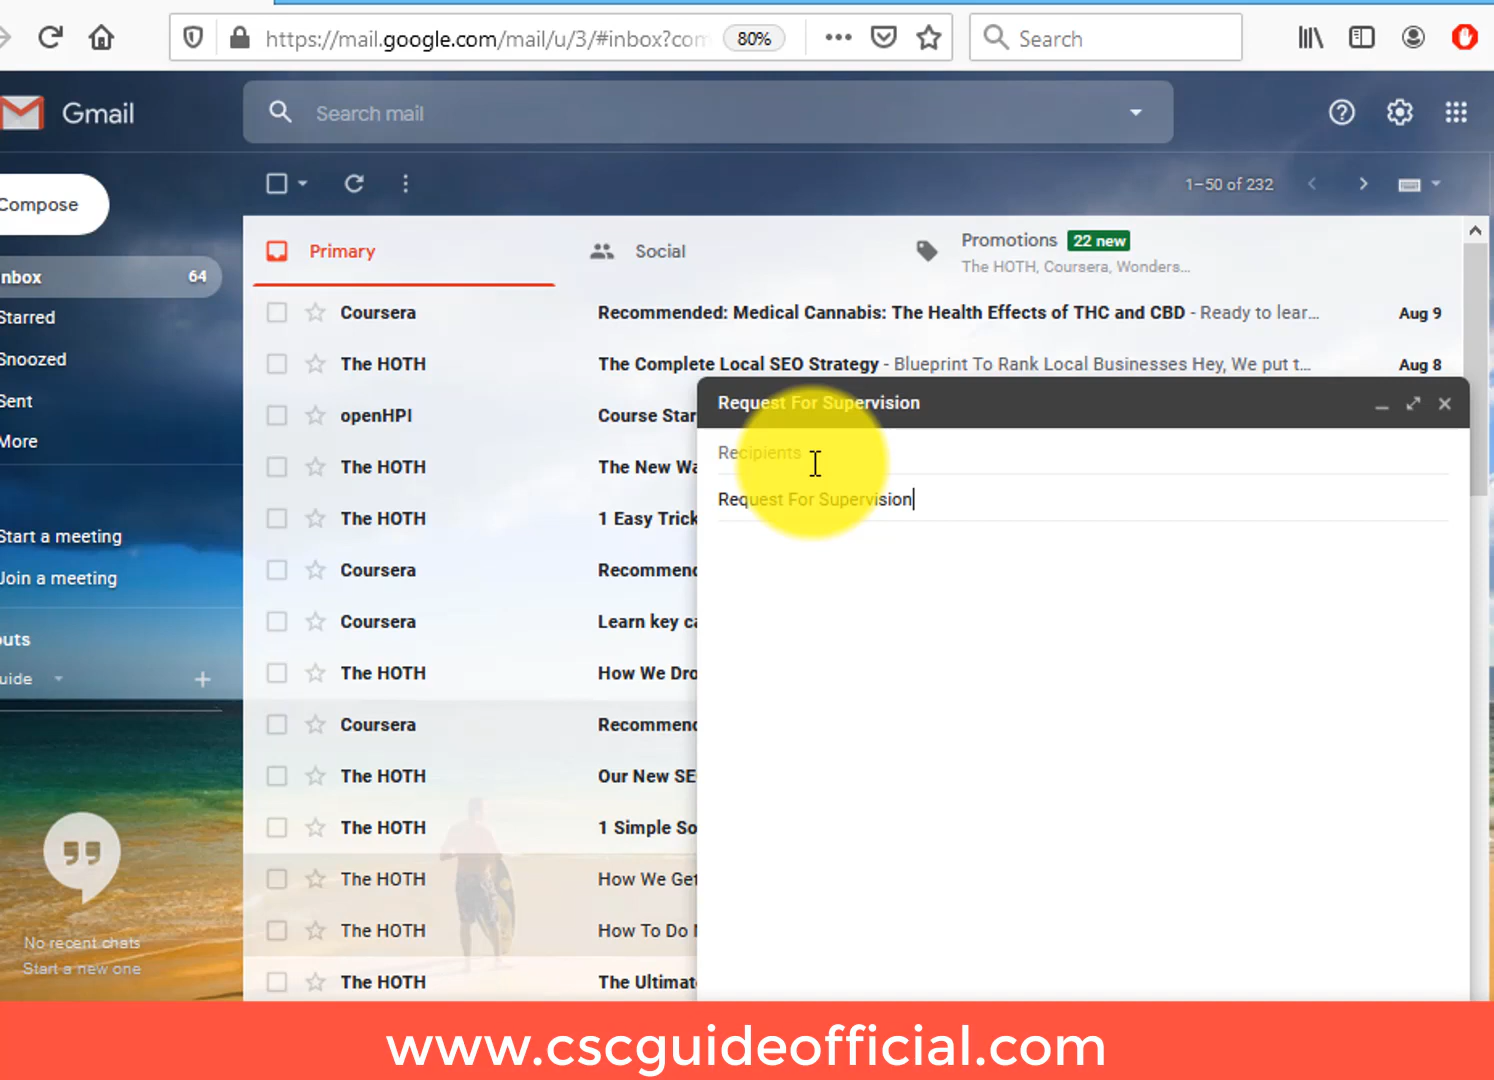 https://mail.google.com/mail/u/3/#inbox?con
80%
Search
Gmail
Search mail
Compose
1–50 of 232
Primary
Social
Promotions 22 new
The HOTH, Coursera, Wonders...
nbox 64
Starred
Snoozed
Sent
More
Start a meeting
Join a meeting
outs
uide
No recent chats
Start a new one
Coursera Recommended: Medical Cannabis: The Health Effects of THC and CBD - Ready to lear... Aug 9
The HOTH The Complete Local SEO Strategy - Blueprint To Rank Local Businesses Hey, We put t... Aug 8
openHPI Course Star
The HOTH The New Wa
The HOTH 1 Easy Trick
Coursera Recommend
Coursera Learn key ca
The HOTH How We Dro
Coursera Recommend
The HOTH Our New SE
The HOTH 1 Simple So
The HOTH How We Get
The HOTH How To Do
The HOTH The Ultimat
Request For Supervision
Recipients
Request For Supervision
www.cscguideofficial.com